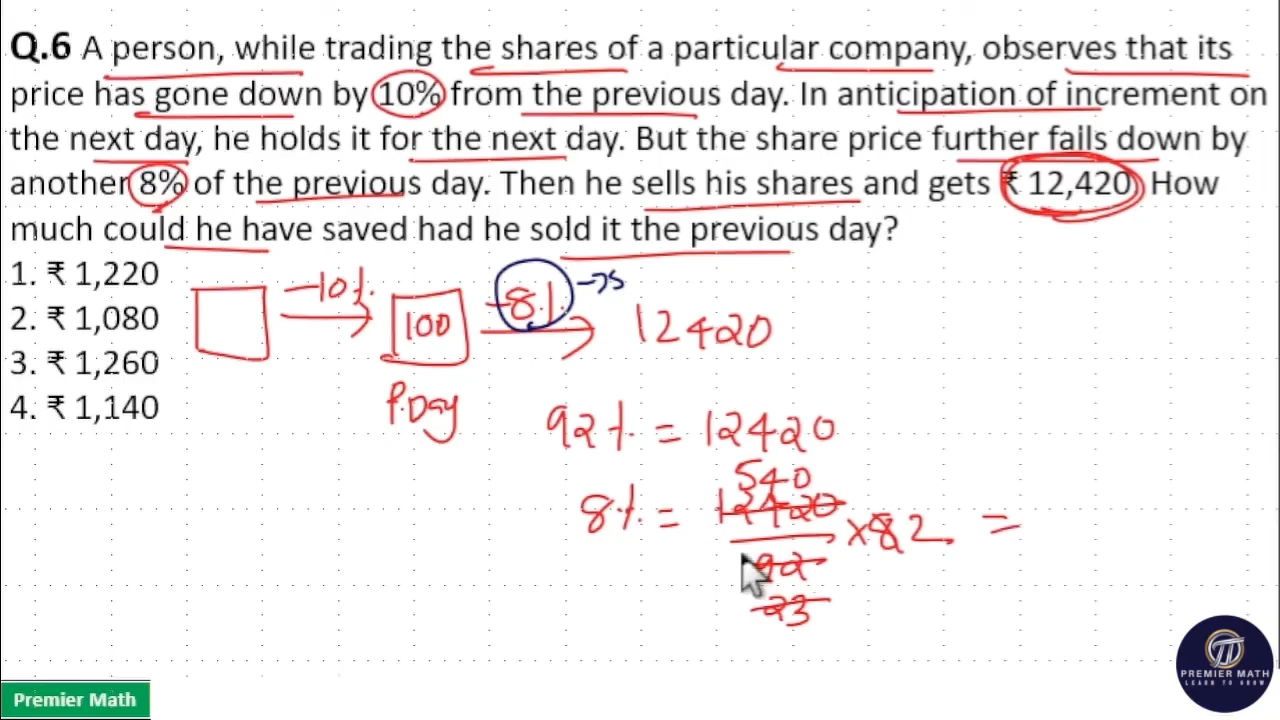 Q.6 A person, while trading the shares of a particular company, observes that its
price has gone down by 10% from the previous day. In anticipation of increment on
the next day, he holds it for the next day. But the share price further falls down by
another 8% of the previous day. Then he sells his shares and gets ₹ 12,420. How
much could he have saved had he sold it the previous day?
1. ₹ 1,220
2. ₹ 1,080
3. ₹ 1,260
4. ₹ 1,140
-10%
100
-8%
12420
P.Day
92% = 12420
540
8% = 12420 × 8 2 =
92
23
PREMIER MATH
LEARN TO GROW
Premier Math